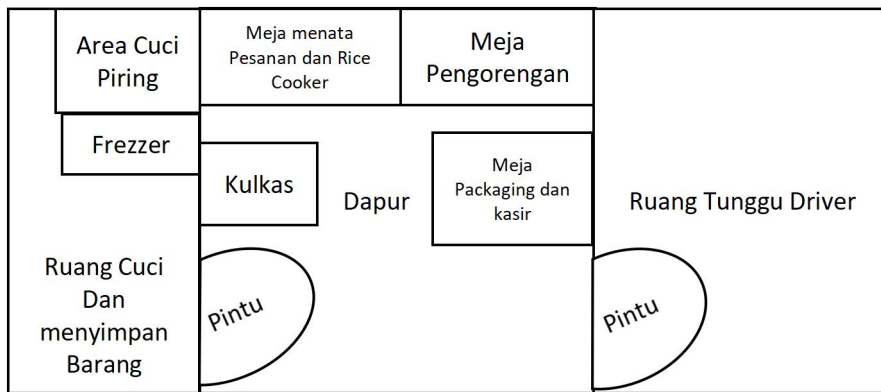 Area Cuci
Piring
Meja menata
Pesanan dan Rice
Cooker
Meja
Pengorengan
Frezzer
Kulkas
Dapur
Meja
Packaging dan
kasir
Ruang Tunggu Driver
Ruang Cuci
Dan
menyimpan
Barang
Pintu
Pintu